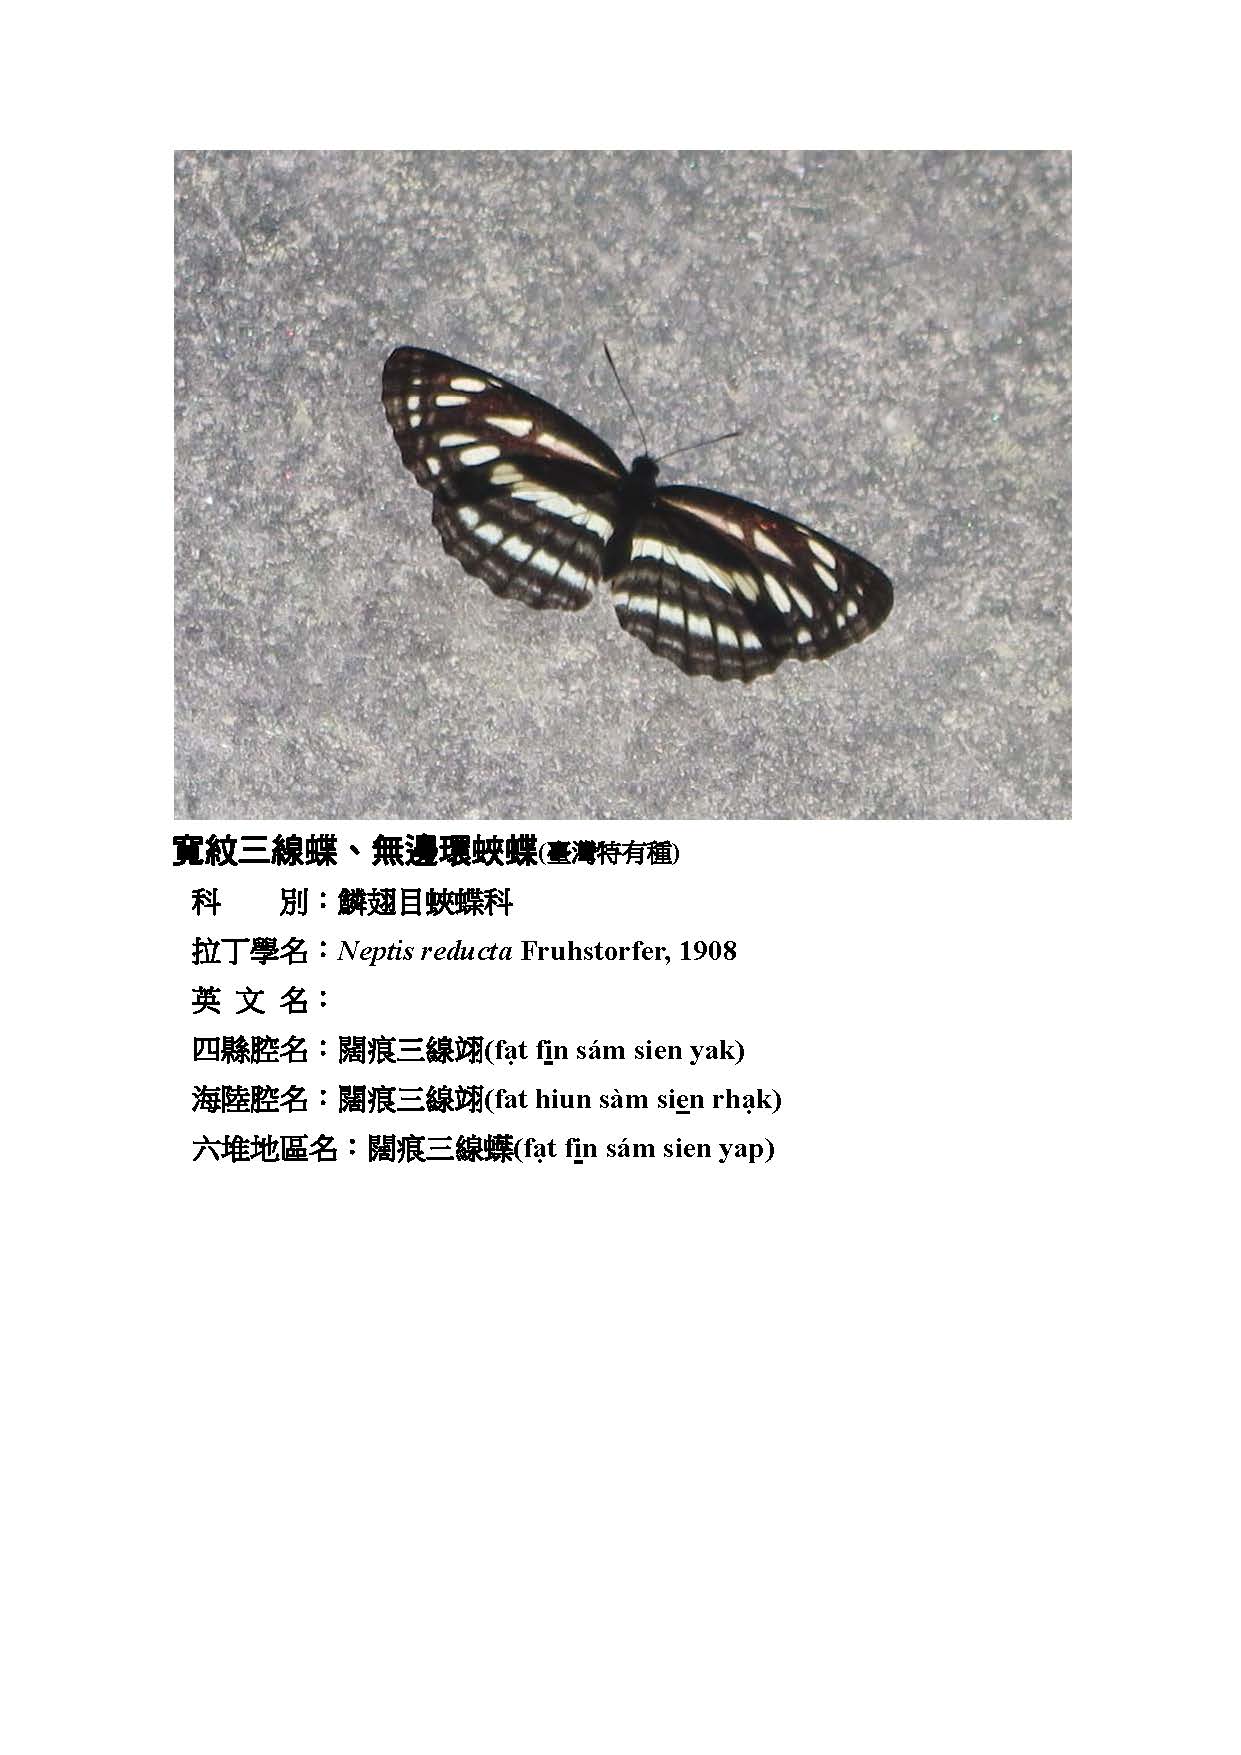 寬紋三線蝶、無邊環蛺蝶(臺灣特有種)
科　　別：鱗翅目蛺蝶科
拉丁學名：Neptis reducta Fruhstorfer, 1908
英 文 名：
四縣腔名：闊痕三線翊(fạt fi̲n sám sien yak)
海陸腔名：闊痕三線翊(fat hiun sàm sie̲n rhạk)
六堆地區名：闊痕三線蠂(fạt fi̲n sám sien yap)